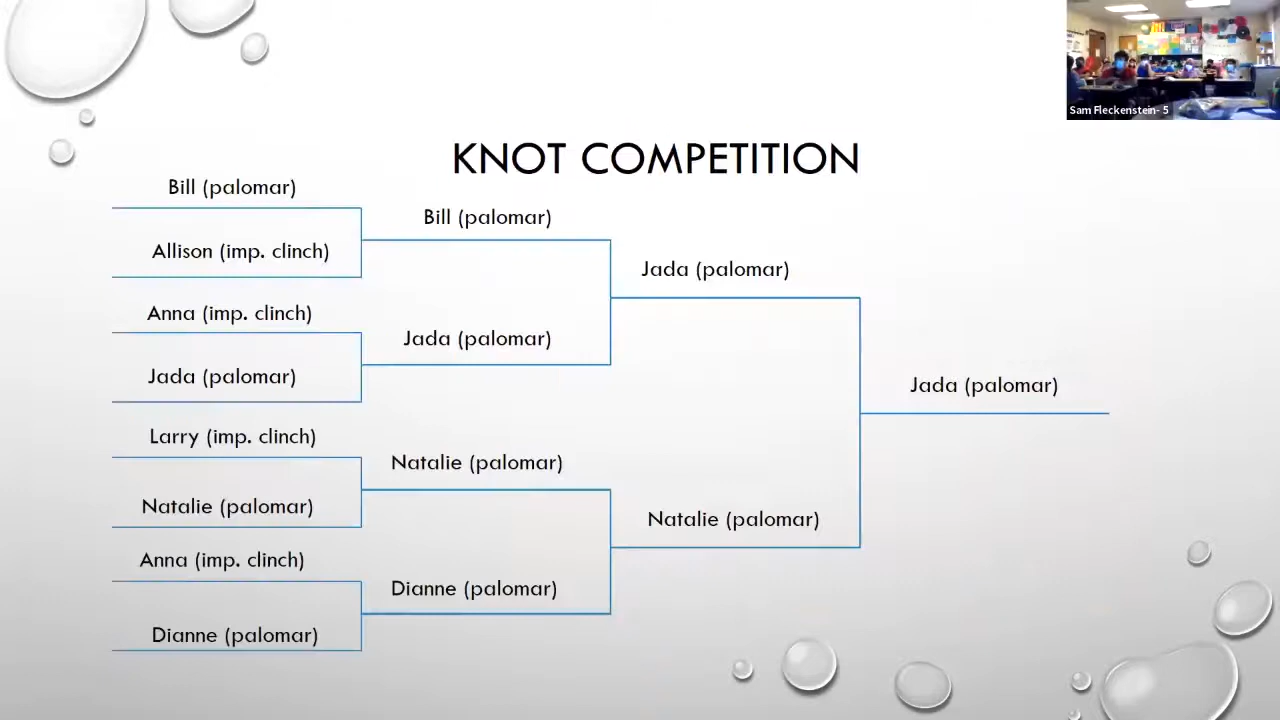 Sam Fleckenstein- 5
KNOT COMPETITION
Bill (palomar)
Allison (imp. clinch)
Anna (imp. clinch)
Jada (palomar)
Larry (imp. clinch)
Natalie (palomar)
Anna (imp. clinch)
Dianne (palomar)
Bill (palomar)
Jada (palomar)
Natalie (palomar)
Dianne (palomar)
Jada (palomar)
Natalie (palomar)
Jada (palomar)